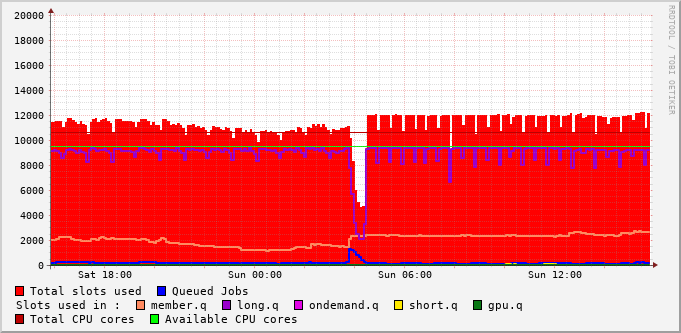 20000
18000
16000
14000
12000
10000
8000
6000
4000
2000
0
Sat 18:00 Sun 00:00 Sun 06:00 Sun 12:00
RRDTOOL / TOBI OETIKER
Total slots used Queued Jobs
Slots used in : member.q long.q ondemand.q short.q gpu.q
Total CPU cores Available CPU cores